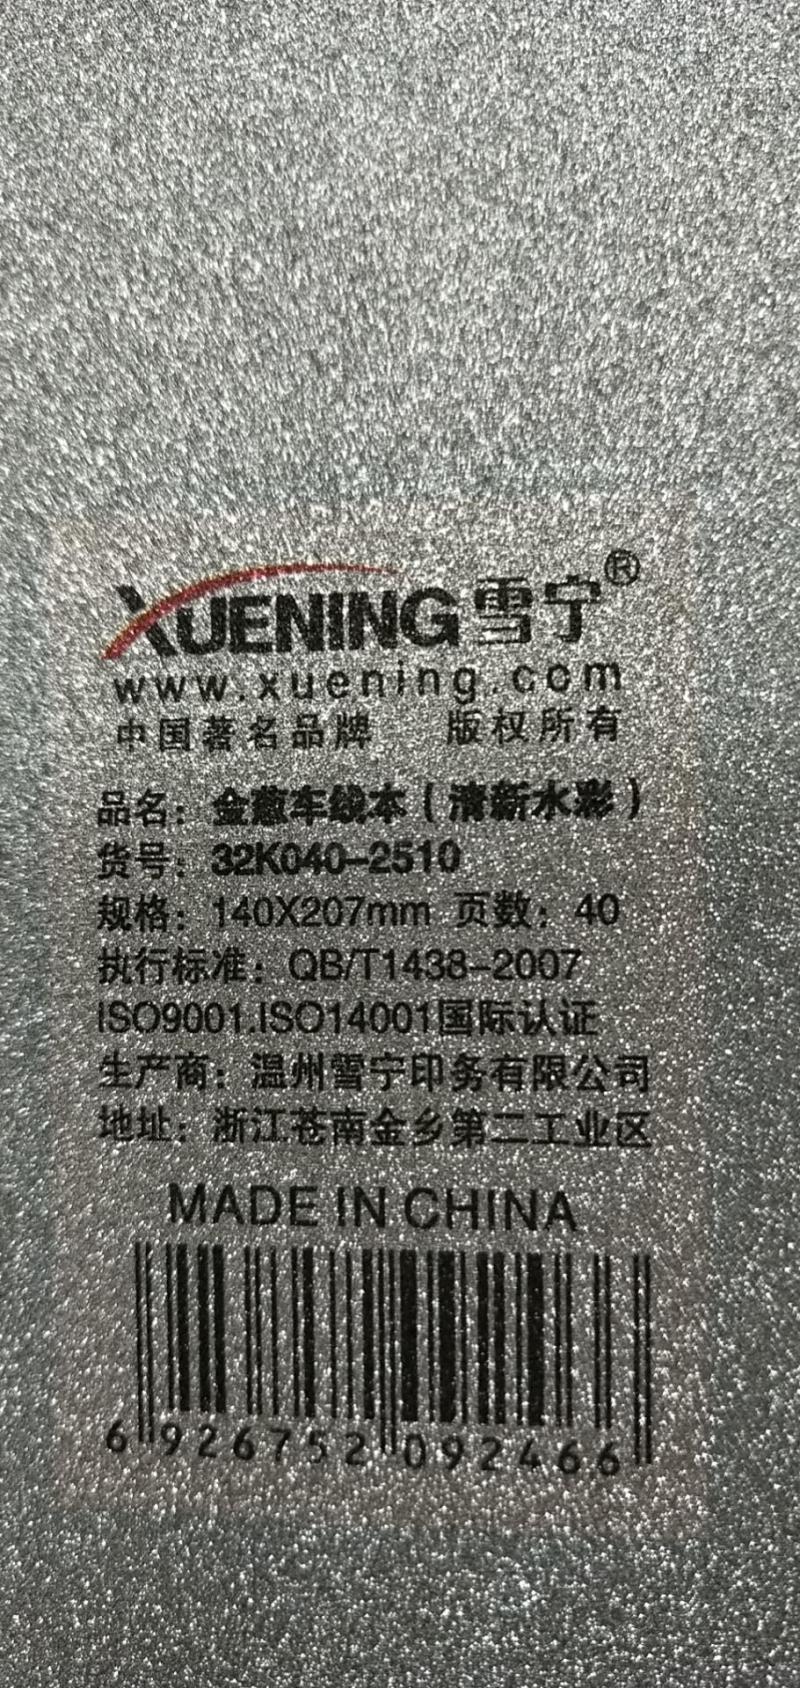 XUENING雪宁®
www.xuening.com
中国著名品牌 版权所有
品名：金葱车线本（清新水彩）
货号：32K040-2510
规格：140X207mm 页数：40
执行标准：QB/T1438-2007
ISO9001.ISO14001国际认证
生产商：温州雪宁印务有限公司
地址：浙江苍南金乡第二工业区
MADE IN CHINA
6 926752 092466